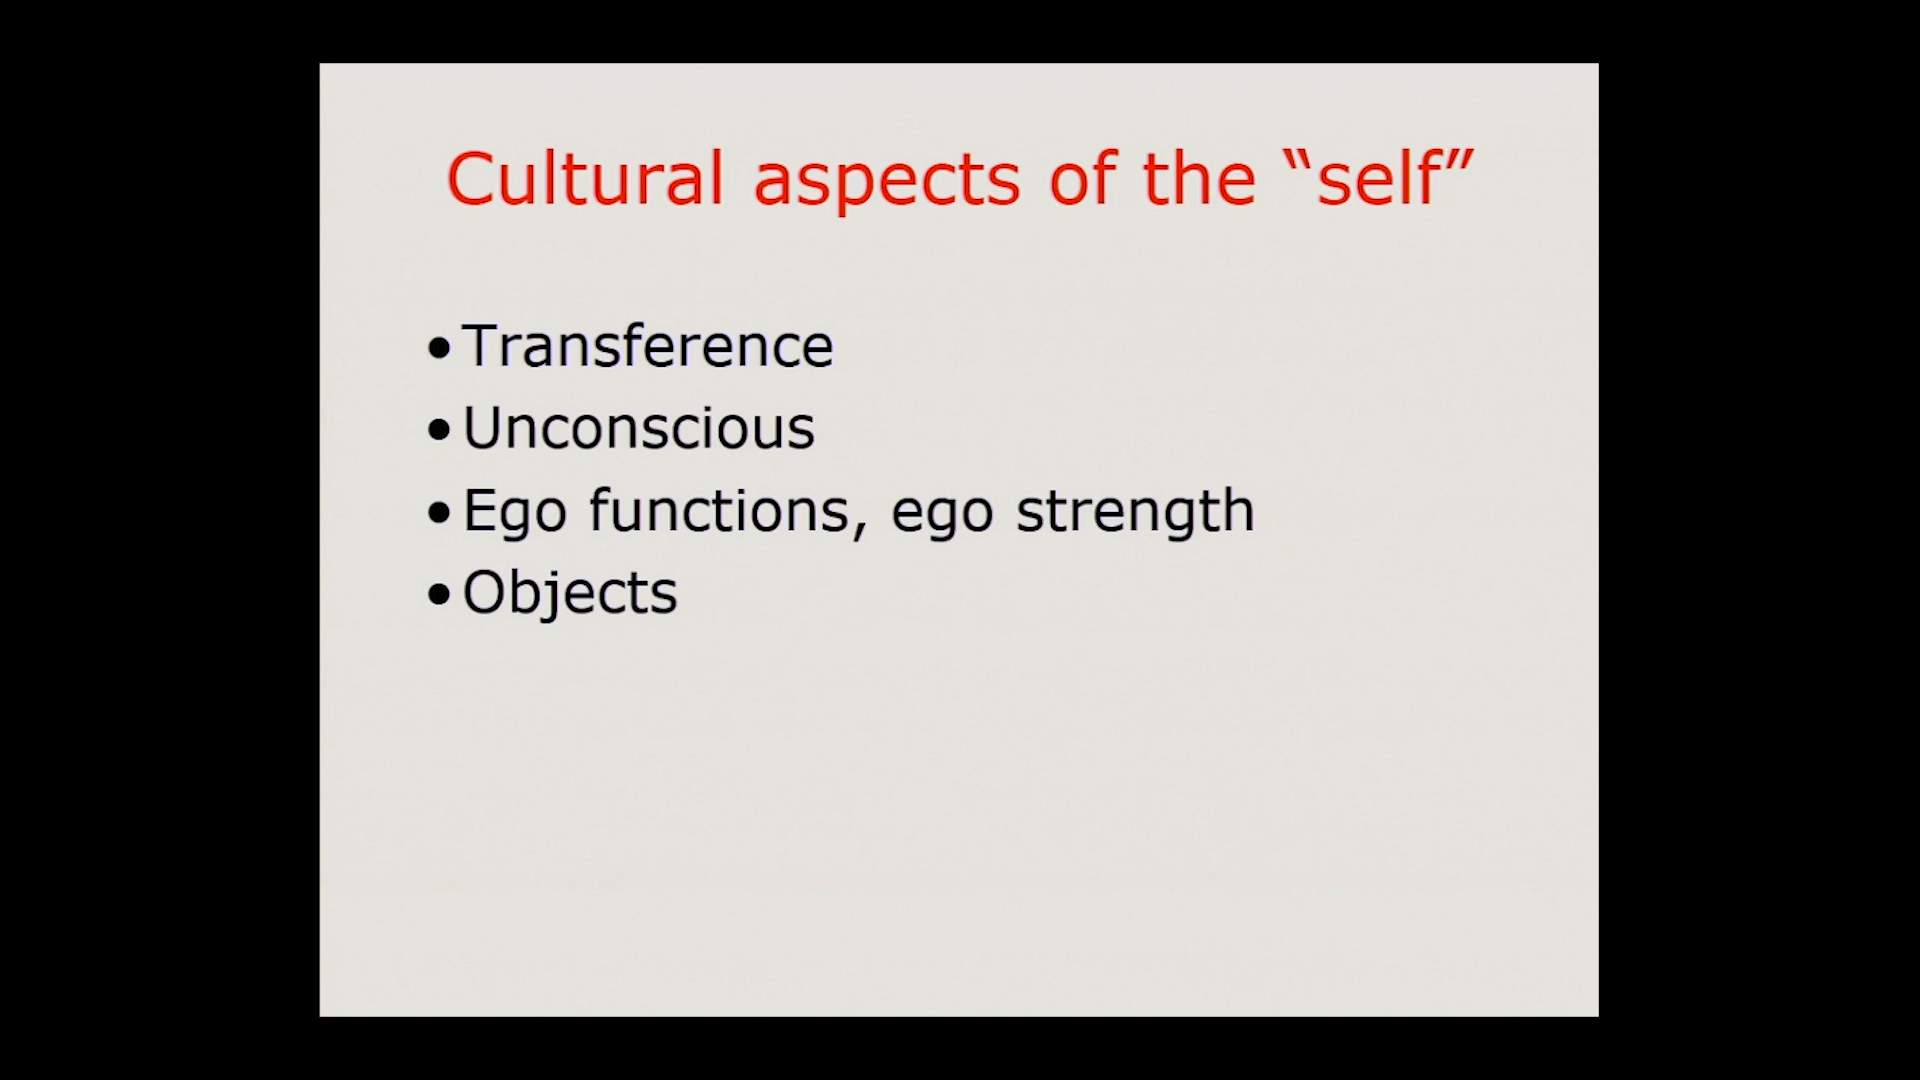 Cultural aspects of the “self”
• Transference
• Unconscious
• Ego functions, ego strength
• Objects